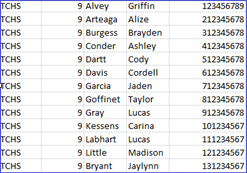 TCHS 9 Alvey Griffin 123456789
TCHS 9 Arteaga Alize 212345678
TCHS 9 Burgess Brayden 312345678
TCHS 9 Conder Ashley 412345678
TCHS 9 Dartt Cody 512345678
TCHS 9 Davis Cordell 612345678
TCHS 9 Garcia Jaden 712345678
TCHS 9 Goffinet Taylor 812345678
TCHS 9 Gray Lucas 912345678
TCHS 9 Kessens Carina 101234567
TCHS 9 Labhart Lucas 111234567
TCHS 9 Little Madison 121234567
TCHS 9 Bryant Jaylynn 131234567